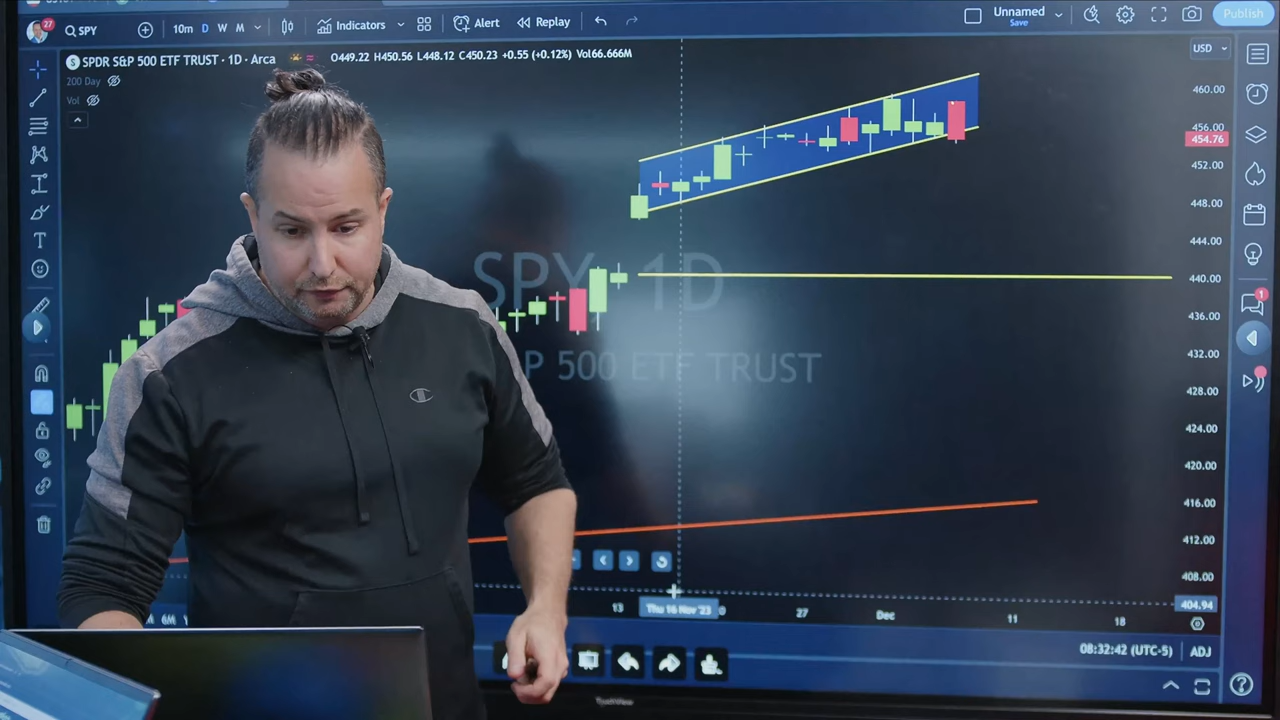 27 SPY 10m D W M Indicators Alert Replay Unnamed Save Publish
SPDR S&P 500 ETF TRUST · 1D · Arca O449.22 H450.56 L448.12 C450.23 +0.55 (+0.12%) Vol66.666M USD
200 Day
Vol
460.00
456.00
454.76
452.00
448.00
444.00
SPY 1D
440.00
436.00
432.00
P 500 ETF TRUST
428.00
424.00
420.00
416.00
412.00
408.00
404.94
1
13 Thu 16 Nov '23 27 Dec 11 18
6M
08:32:42 (UTC-5) ADJ